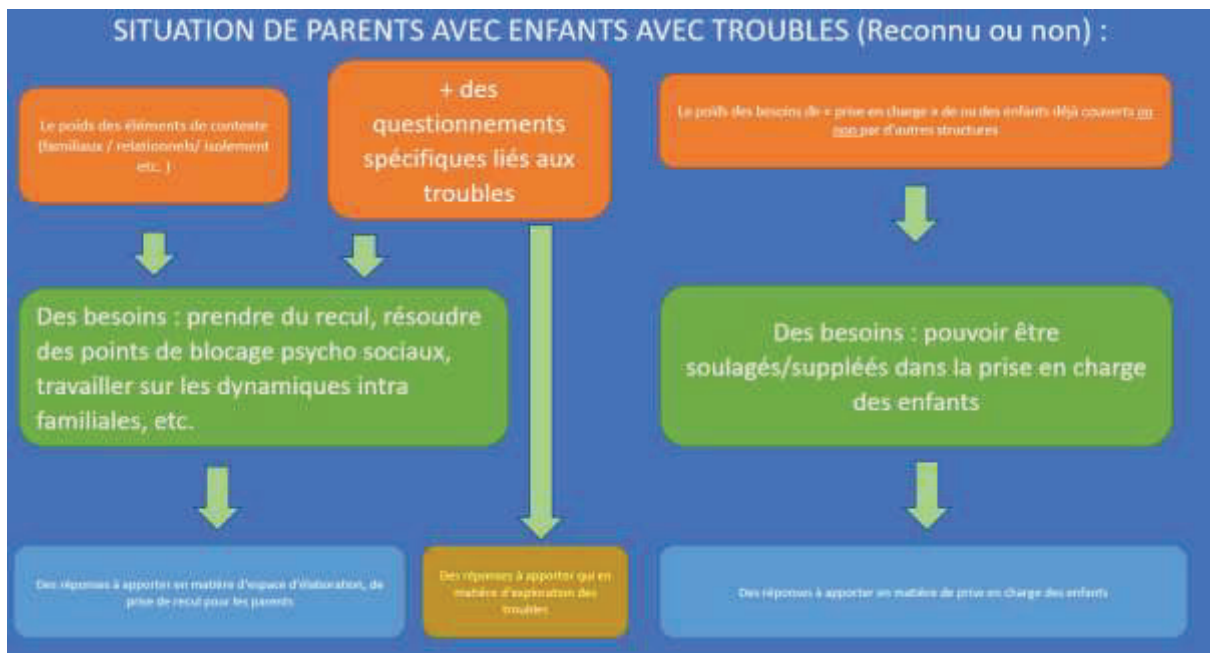 SITUATION DE PARENTS AVEC ENFANTS AVEC TROUBLES (Reconnu ou non) :
Le poids des éléments de contexte
(familiaux / relationnels/ isolement
etc. )
+ des
questionnements
spécifiques liés aux
troubles
Le poids des besoins de « prise en charge » de ou des enfants déjà couverts ou
non par d'autres structures
Des besoins : prendre du recul, résoudre
des points de blocage psycho sociaux,
travailler sur les dynamiques intra
familiales, etc.
Des besoins : pouvoir être
soulagés/suppléés dans la prise en charge
des enfants
Des réponses à apporter en matière d'espace d'élaboration, de
prise de recul pour les parents
Des réponses à apporter qui en
matière d'exploration des
troubles
Des réponses à apporter en matière de prise en charge des enfants